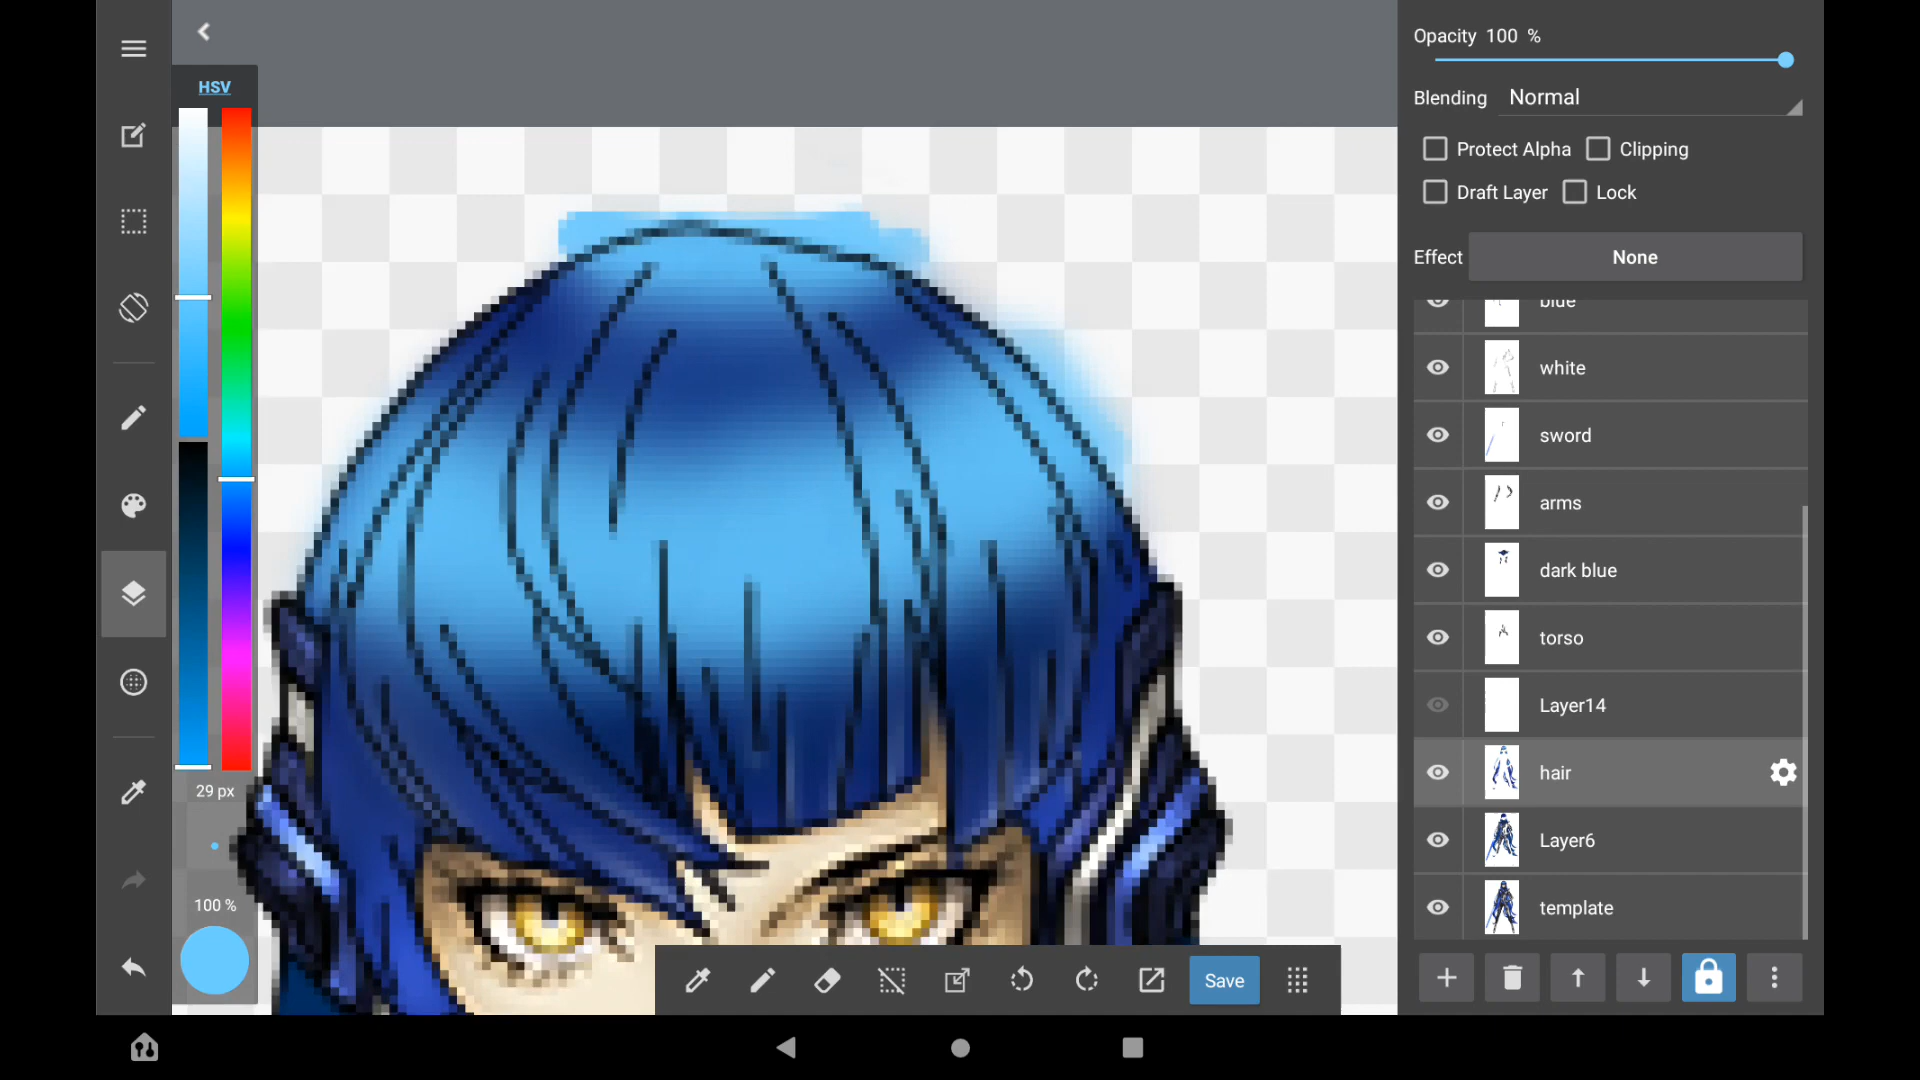 HSV
29 px
100 %
Save
Opacity 100 %
Blending Normal
Protect Alpha Clipping
Draft Layer Lock
Effect None
blue
white
sword
arms
dark blue
torso
Layer14
hair
Layer6
template